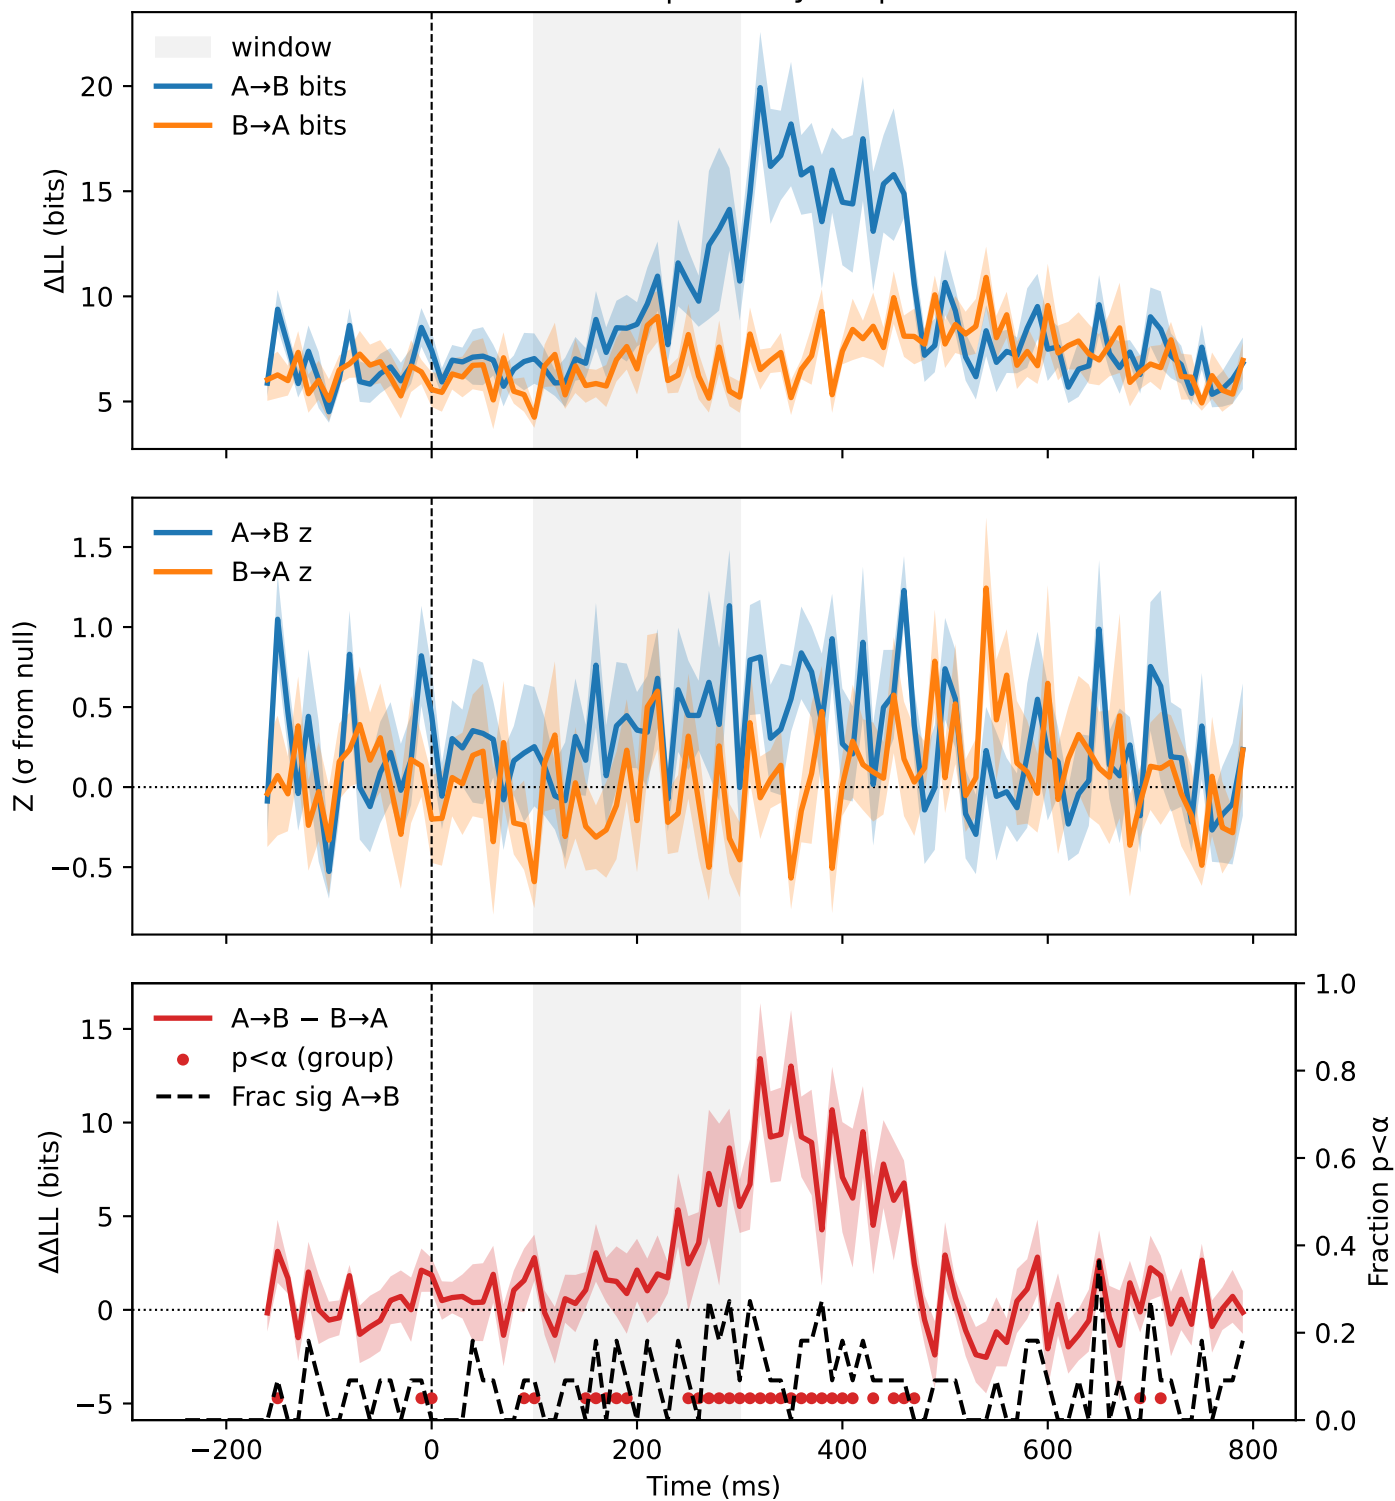 window
A→B bits
B→A bits
20
15
10
5
ΔLL (bits)
A→B z
B→A z
1.5
1.0
0.5
0.0
−0.5
Z (σ from null)
A→B − B→A
p<α (group)
Frac sig A→B
15
10
5
0
−5
ΔΔLL (bits)
1.0
0.8
0.6
0.4
0.2
0.0
Fraction p<α
−200 0 200 400 600 800
Time (ms)